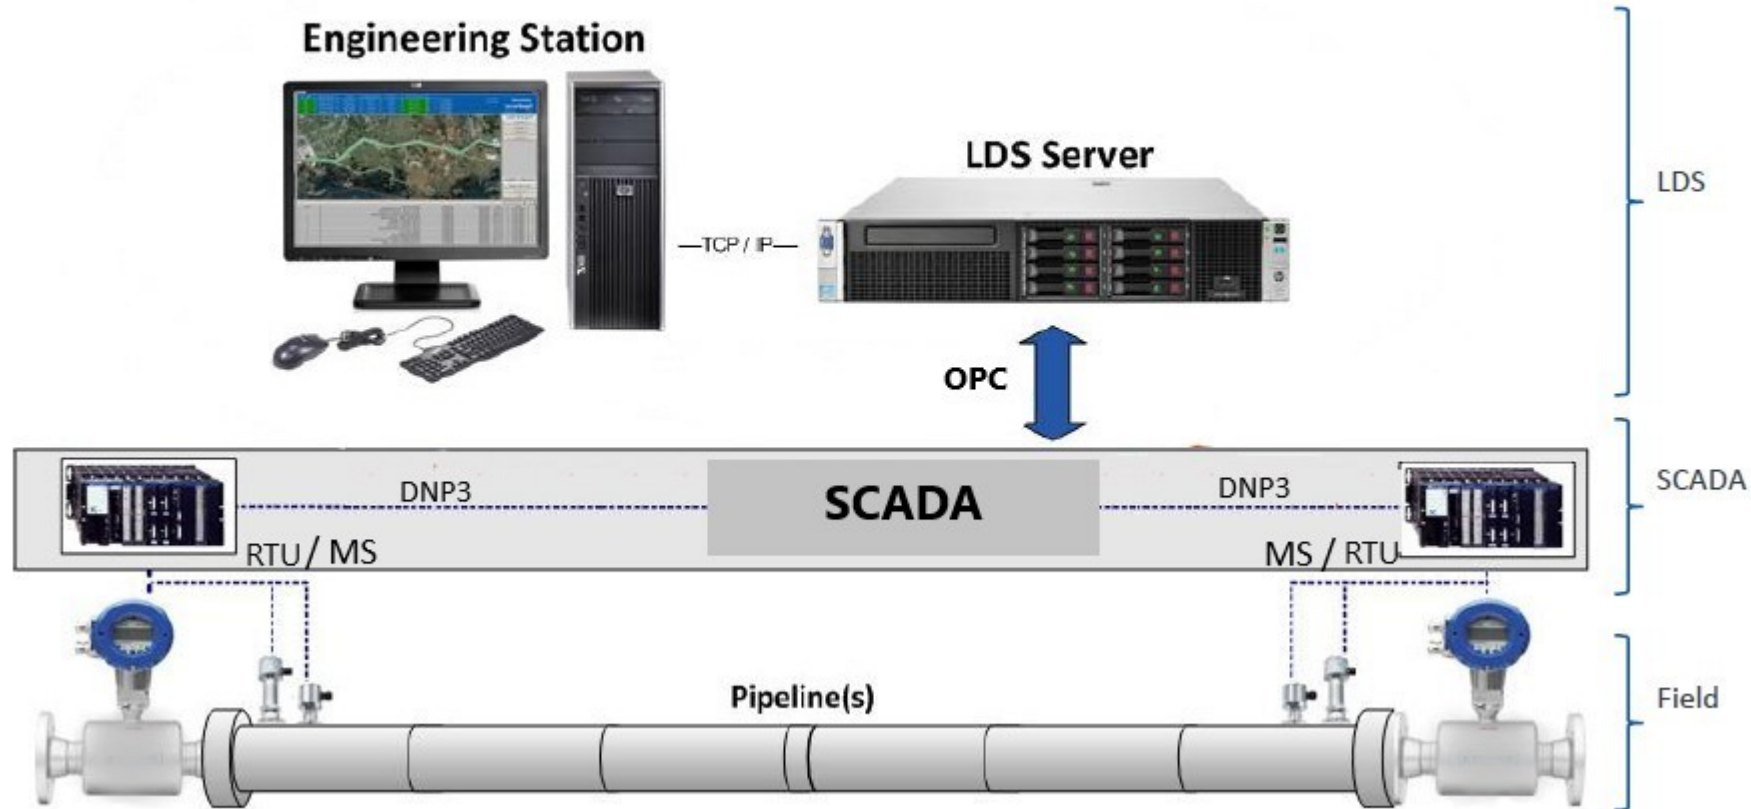 Engineering Station
LDS Server
LDS
TCP / IP
OPC
SCADA
DNP3
SCADA
DNP3
RTU / MS
MS / RTU
Pipeline(s)
Field